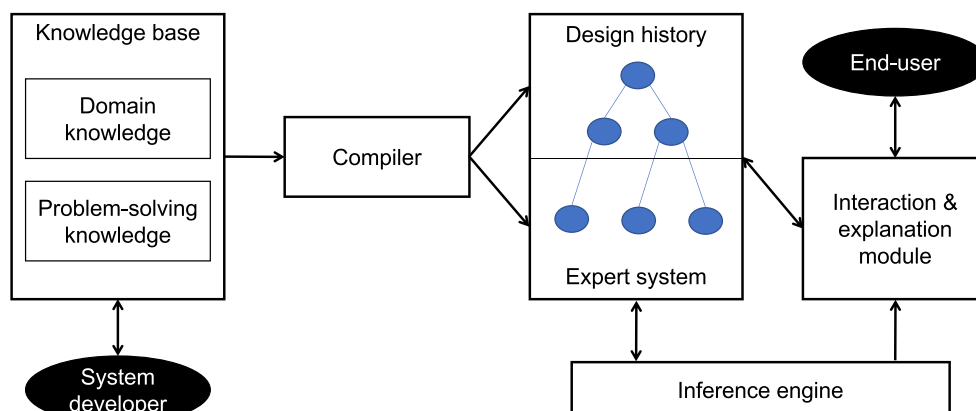 Knowledge base
Domain
knowledge
Problem-solving
knowledge
System
developer
Compiler
Design history
Expert system
Inference engine
End-user
Interaction &
explanation
module